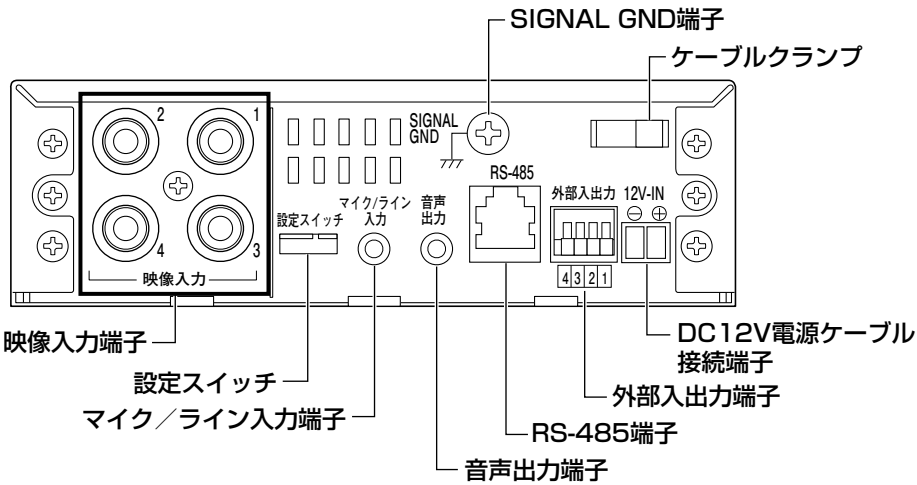 SIGNAL GND端子
ケーブルクランプ
2
1
SIGNAL
GND
RS-485
外部入出力
12V-IN
⊖ ⊕
マイク/ライン
入力
音声
出力
設定スイッチ
4
3
映像入力
4 3 2 1
映像入力端子
DC12V電源ケーブル
接続端子
設定スイッチ
外部入出力端子
マイク／ライン入力端子
RS-485端子
音声出力端子